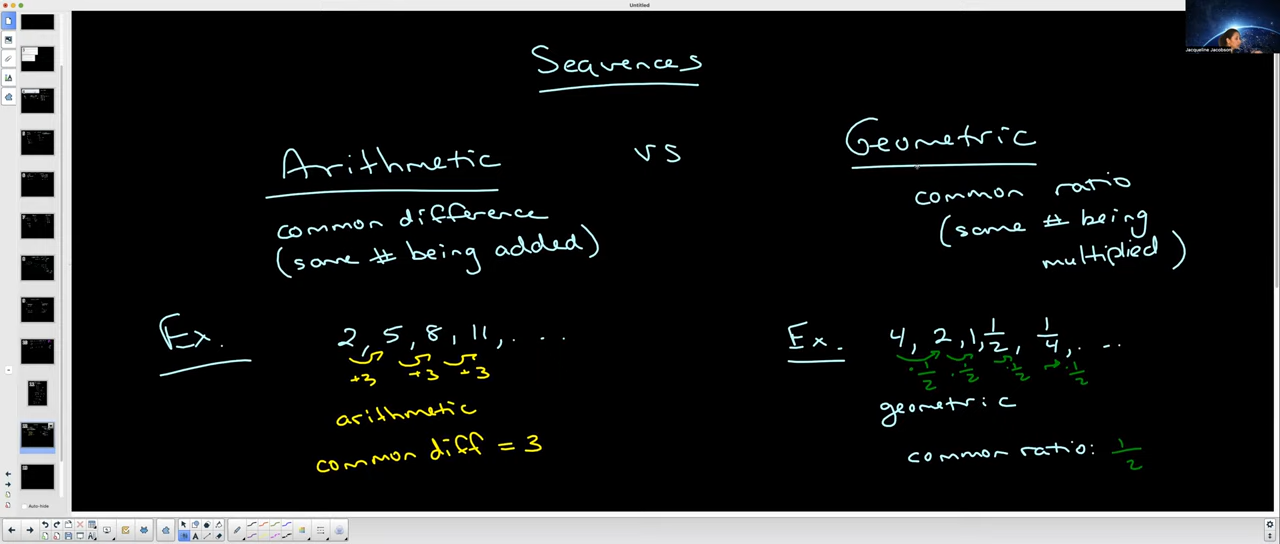 Untitled
Jacqueline Jacobson
Sequences
Arithmetic vs Geometric
common difference
(same # being added)
common ratio
(same # being
multiplied)
Ex. 2, 5, 8, 11, . . .
+3 +3 +3
arithmetic
common diff = 3
Ex. 4, 2, 1, 1/2, 1/4, . . .
·1/2 ·1/2 ·1/2 ·1/2
geometric
common ratio: 1/2
Auto-hide